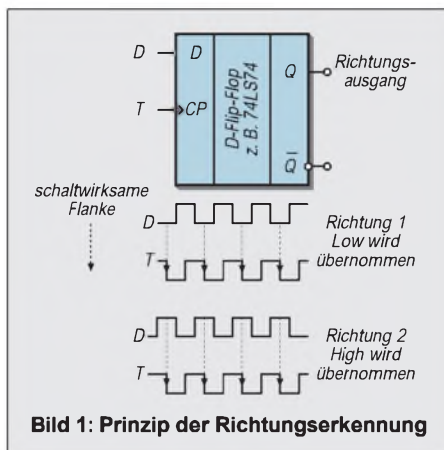 D D
Q
Richtungs-
ausgang
T CP
D-Flip-Flop
z. B. 74LS74
Q̄
schaltwirksame
Flanke
D
Richtung 1
Low wird
übernommen
T
D
Richtung 2
High wird
übernommen
T
Bild 1: Prinzip der Richtungserkennung